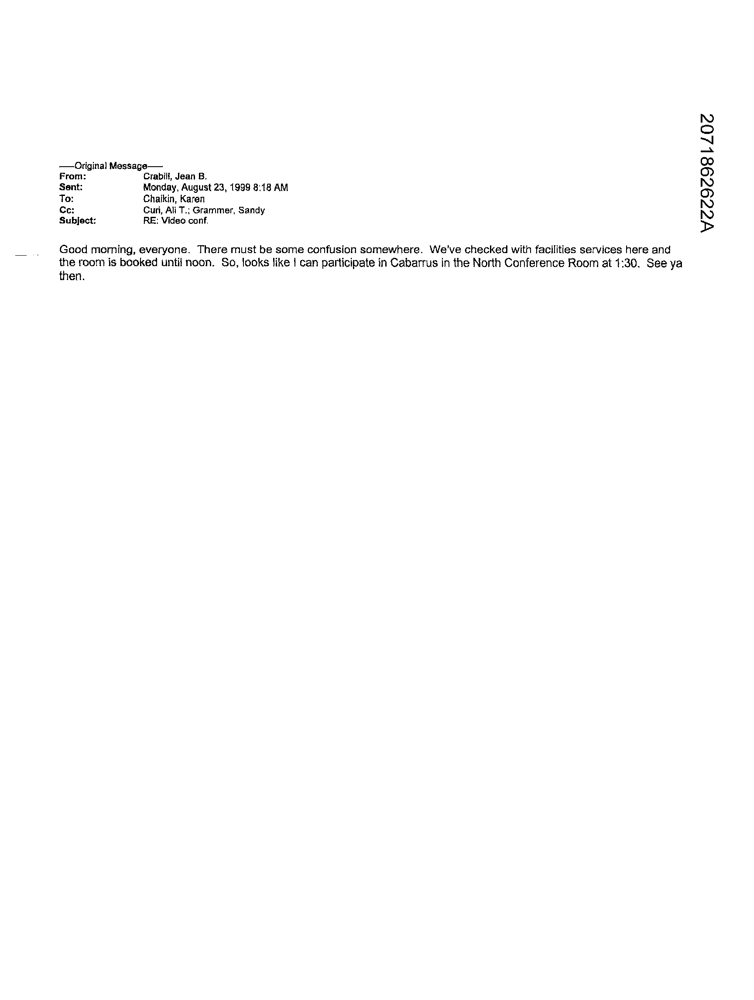 2071862622A
-----Original Message-----
From: Crabill, Jean B.
Sent: Monday, August 23, 1999 8:18 AM
To: Chaikin, Karen
Cc: Curi, Ali T.; Grammer, Sandy
Subject: RE: Video conf.
Good morning, everyone. There must be some confusion somewhere. We've checked with facilities services here and
the room is booked until noon. So, looks like I can participate in Cabarrus in the North Conference Room at 1:30. See ya
then.